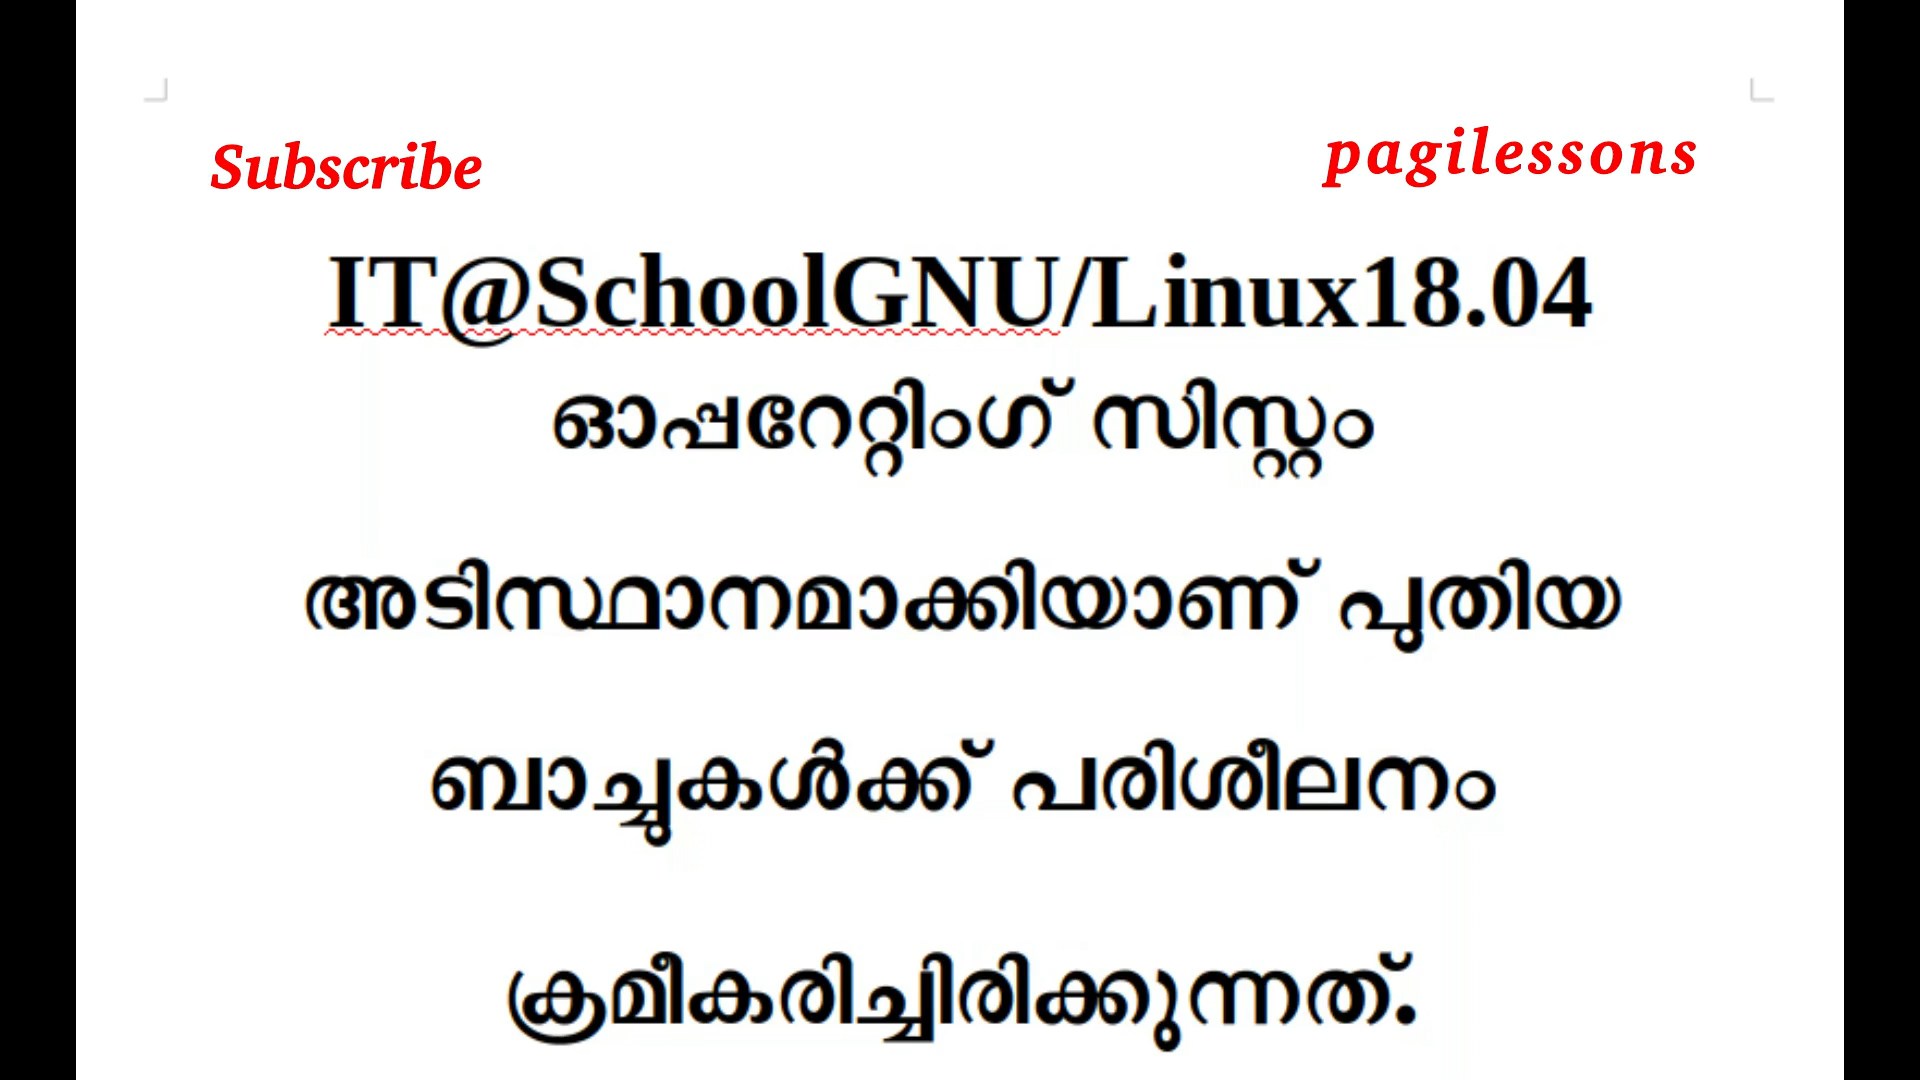 Subscribe
pagilessons
IT@SchoolGNU/Linux18.04
ഓപ്പറേറ്റിംഗ് സിസ്റ്റം
അടിസ്ഥാനമാക്കിയാണ് പുതിയ
ബാച്ചുകൾക്ക് പരിശീലനം
ക്രമീകരിച്ചിരിക്കുന്നത്.